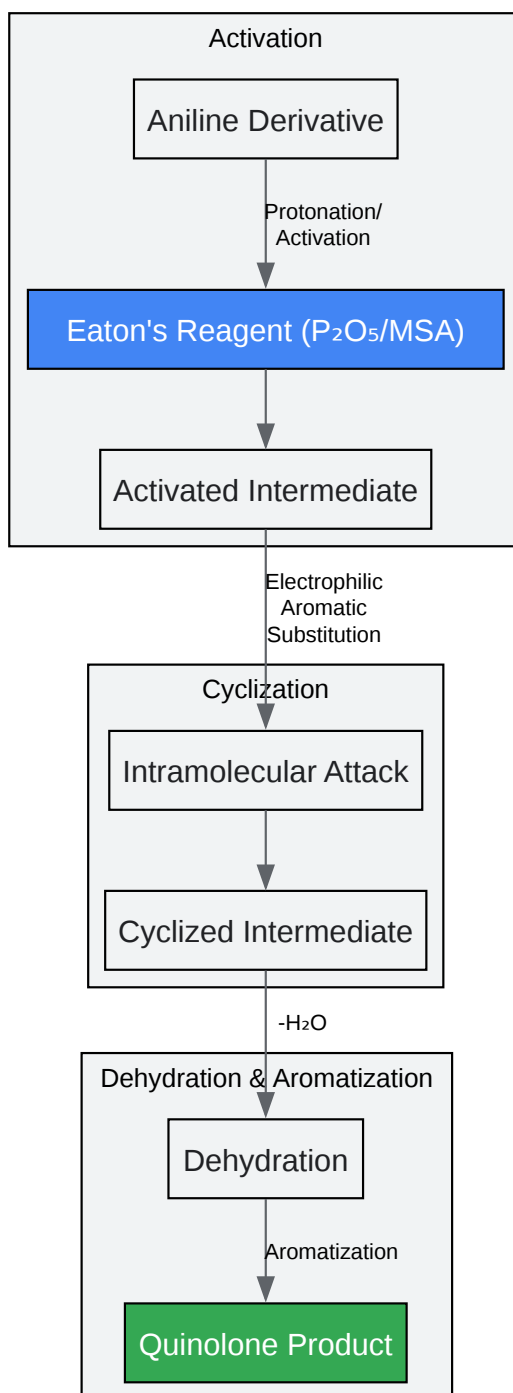 Activation
Aniline Derivative
Protonation/
Activation
Eaton's Reagent (P₂O₅/MSA)
Activated Intermediate
Electrophilic
Aromatic
Substitution
Cyclization
Intramolecular Attack
Cyclized Intermediate
-H₂O
Dehydration & Aromatization
Dehydration
Aromatization
Quinolone Product